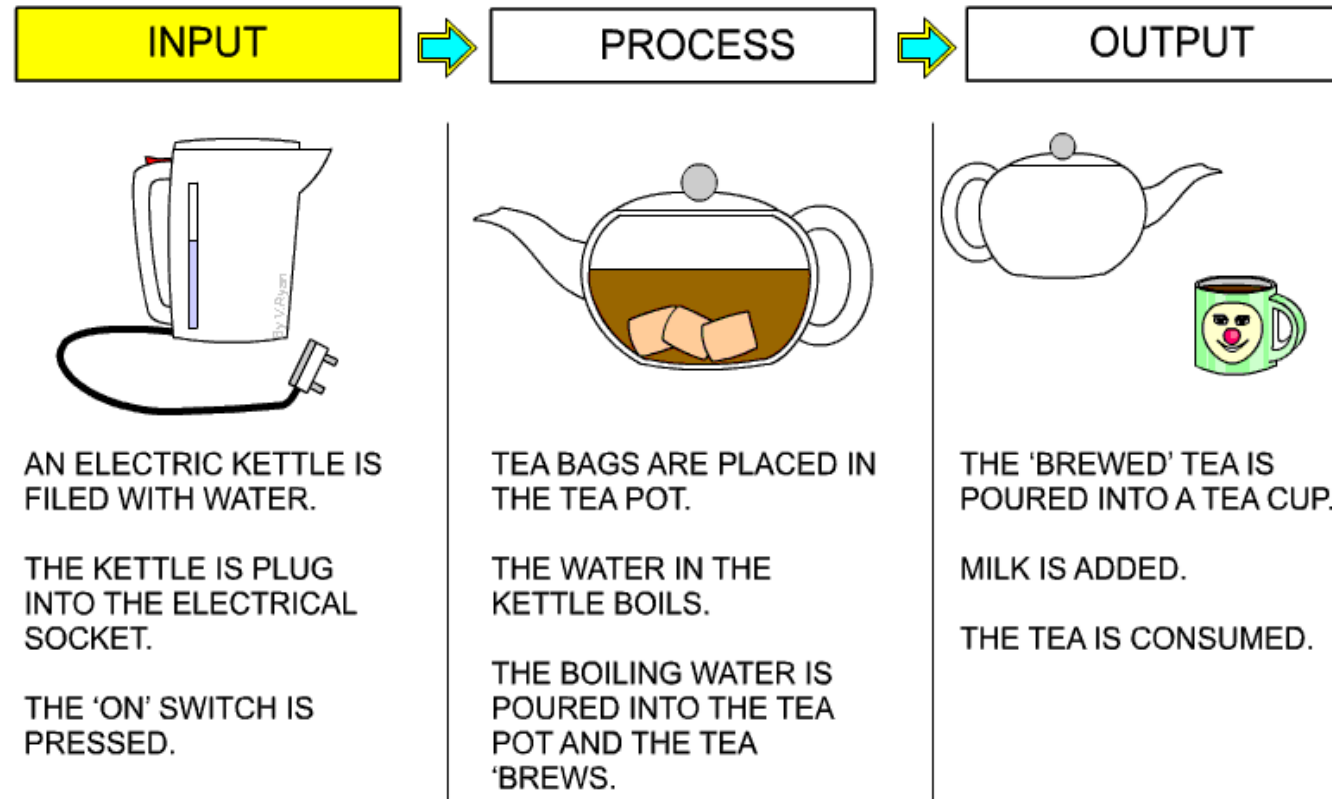 INPUT
PROCESS
OUTPUT
By V.Ryan
AN ELECTRIC KETTLE IS
FILED WITH WATER.
THE KETTLE IS PLUG
INTO THE ELECTRICAL
SOCKET.
THE ‘ON’ SWITCH IS
PRESSED.
TEA BAGS ARE PLACED IN
THE TEA POT.
THE WATER IN THE
KETTLE BOILS.
THE BOILING WATER IS
POURED INTO THE TEA
POT AND THE TEA
‘BREWS.
THE ‘BREWED’ TEA IS
POURED INTO A TEA CUP.
MILK IS ADDED.
THE TEA IS CONSUMED.